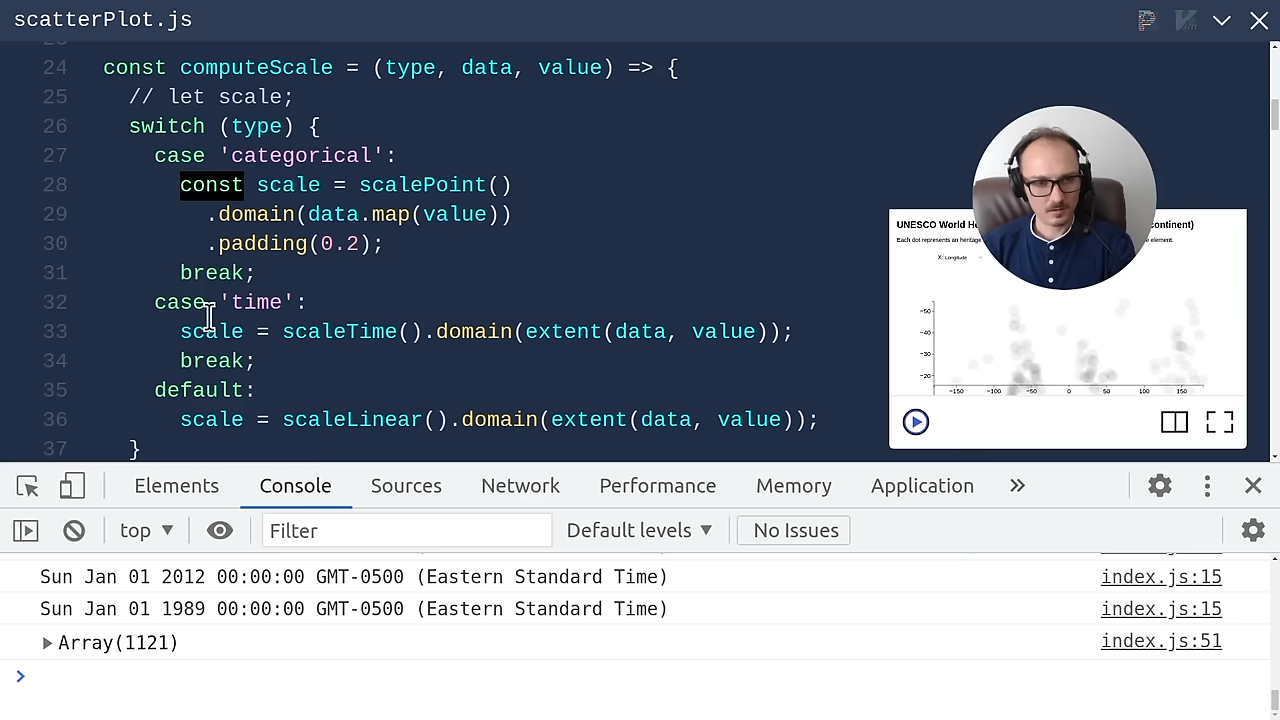 scatterPlot.js
24 const computeScale = (type, data, value) => {
25 // let scale;
26 switch (type) {
27 case 'categorical':
28 const scale = scalePoint()
29 .domain(data.map(value))
30 .padding(0.2);
31 break;
32 case 'time':
33 scale = scaleTime().domain(extent(data, value));
34 break;
35 default:
36 scale = scaleLinear().domain(extent(data, value));
37 }
UNESCO World He continent)
Each dot represents an heritage element.
X: Longitude
−50
−40
−30
−20
−150 −100 −50 0 50 100 150
Elements Console Sources Network Performance Memory Application
top ▼ Filter Default levels ▼ No Issues
Sun Jan 01 2012 00:00:00 GMT-0500 (Eastern Standard Time) index.js:15
Sun Jan 01 1989 00:00:00 GMT-0500 (Eastern Standard Time) index.js:15
▶ Array(1121) index.js:51